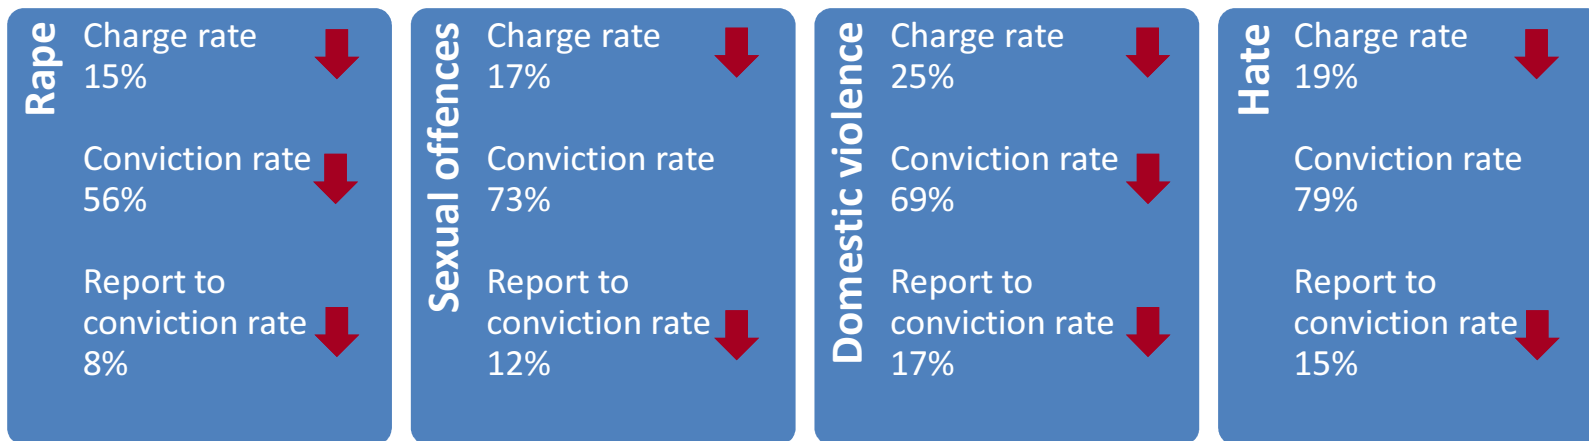 Rape
Charge rate
15%
Conviction rate
56%
Report to
conviction rate
8%
Sexual offences
Charge rate
17%
Conviction rate
73%
Report to
conviction rate
12%
Domestic violence
Charge rate
25%
Conviction rate
69%
Report to
conviction rate
17%
Hate
Charge rate
19%
Conviction rate
79%
Report to
conviction rate
15%